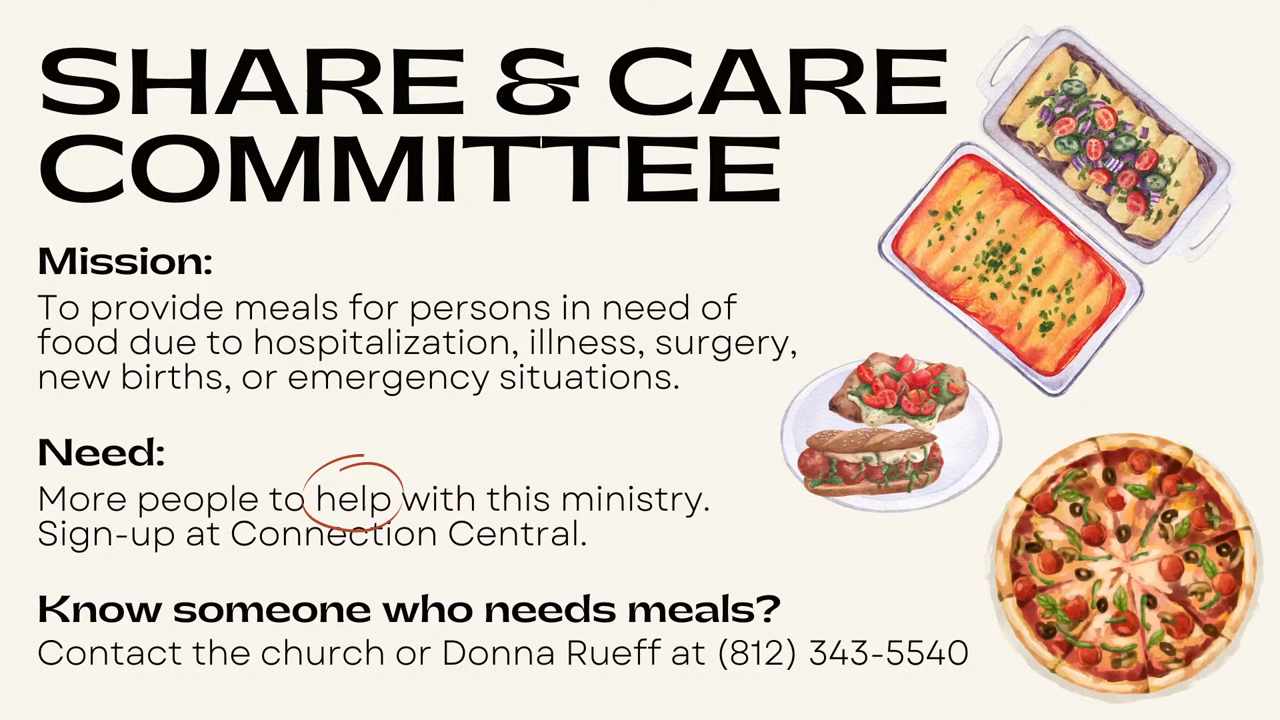 SHARE & CARE
COMMITTEE
Mission:
To provide meals for persons in need of
food due to hospitalization, illness, surgery,
new births, or emergency situations.
Need:
More people to help with this ministry.
Sign-up at Connection Central.
Know someone who needs meals?
Contact the church or Donna Rueff at (812) 343-5540